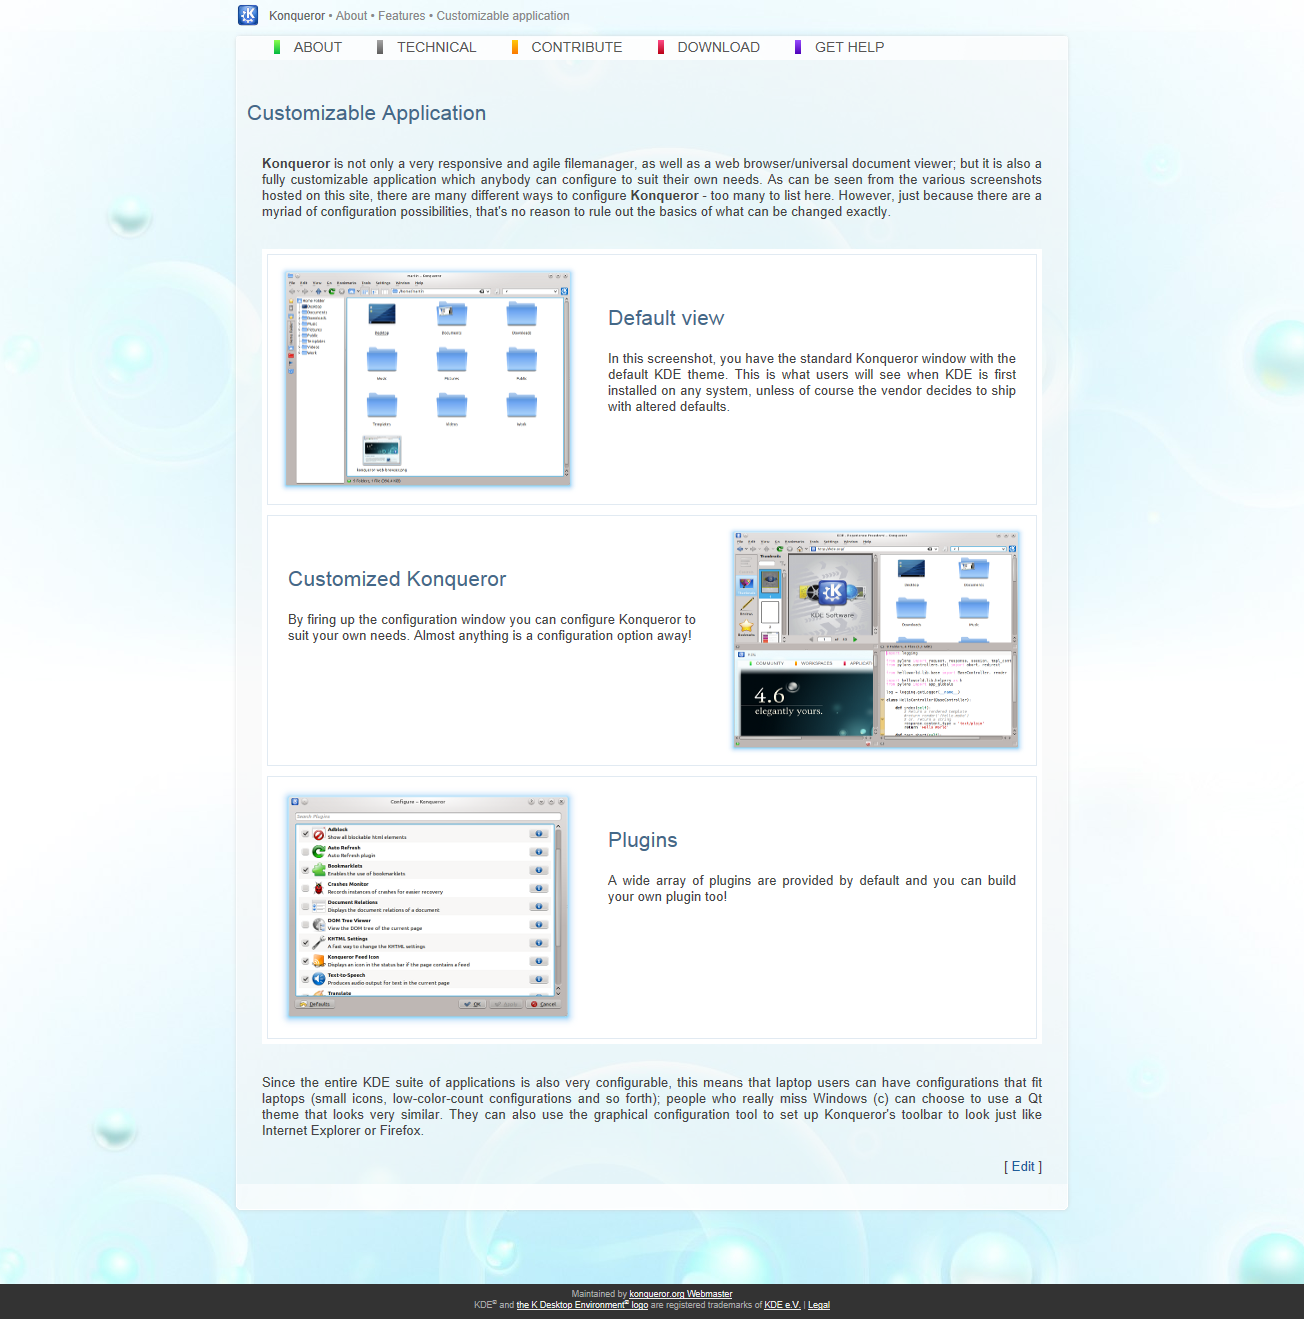 Konqueror • About • Features • Customizable application
ABOUT TECHNICAL CONTRIBUTE DOWNLOAD GET HELP
Customizable Application
Konqueror is not only a very responsive and agile filemanager, as well as a web browser/universal document viewer; but it is also a
fully customizable application which anybody can configure to suit their own needs. As can be seen from the various screenshots
hosted on this site, there are many different ways to configure Konqueror - too many to list here. However, just because there are a
myriad of configuration possibilities, that's no reason to rule out the basics of what can be changed exactly.
Default view
In this screenshot, you have the standard Konqueror window with the
default KDE theme. This is what users will see when KDE is first
installed on any system, unless of course the vendor decides to ship
with altered defaults.
Customized Konqueror
By firing up the configuration window you can configure Konqueror to
suit your own needs. Almost anything is a configuration option away!
KDE Software
COMMUNITY WORKSPACES
4.6
elegantly yours.
Configure - Konqueror
Search Plugins
Adblock
Show all blockable html elements
Auto Refresh
Auto Refresh plugin
Bookmarklets
Enables the use of bookmarklets
Crashes Monitor
Records instances of crashes for easier recovery
Document Relations
Displays the document relations of a document
DOM Tree Viewer
View the DOM tree of the current page
KHTML Settings
A fast way to change the KHTML settings
Konqueror Feed Icon
Displays an icon in the status bar if the page contains a feed
Text-to-Speech
Produces audio output for text in the current page
Translate
Defaults OK Apply Cancel
Plugins
A wide array of plugins are provided by default and you can build
your own plugin too!
Since the entire KDE suite of applications is also very configurable, this means that laptop users can have configurations that fit
laptops (small icons, low-color-count configurations and so forth); people who really miss Windows (c) can choose to use a Qt
theme that looks very similar. They can also use the graphical configuration tool to set up Konqueror's toolbar to look just like
Internet Explorer or Firefox.
[ Edit ]
Maintained by konqueror.org Webmaster
KDE® and the K Desktop Environment® logo are registered trademarks of KDE e.V. | Legal